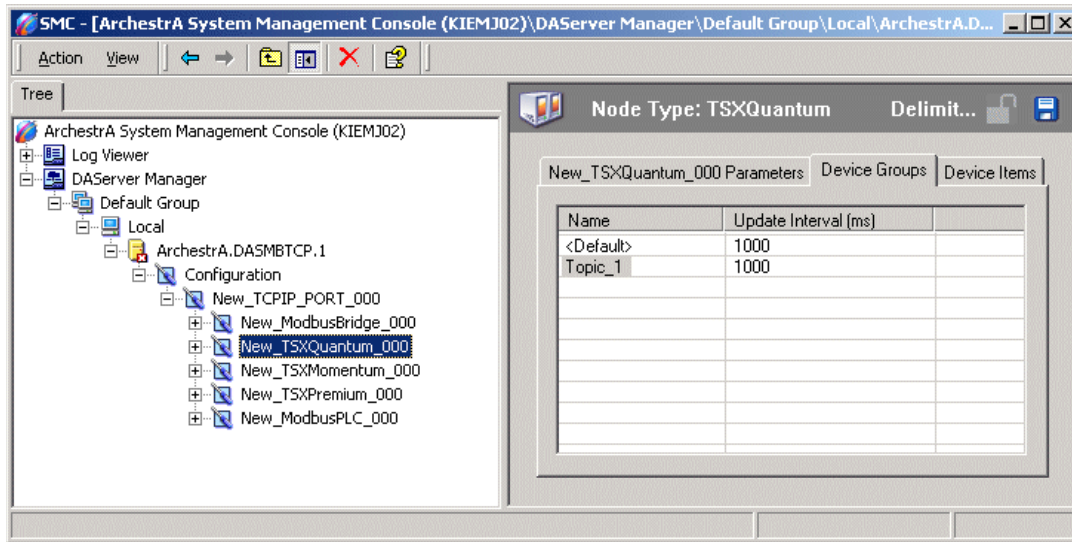 SMC - [ArchestrA System Management Console (KIEMJ02)\DAServer Manager\Default Group\Local\ArchestrA.D...
Action View
Tree
ArchestrA System Management Console (KIEMJ02)
Log Viewer
DAServer Manager
Default Group
Local
ArchestrA.DASMBTCP.1
Configuration
New_TCPIP_PORT_000
New_ModbusBridge_000
New_TSXQuantum_000
New_TSXMomentum_000
New_TSXPremium_000
New_ModbusPLC_000
Node Type: TSXQuantum Delimit...
New_TSXQuantum_000 Parameters Device Groups Device Items
Name Update Interval (ms)
<Default> 1000
Topic_1 1000